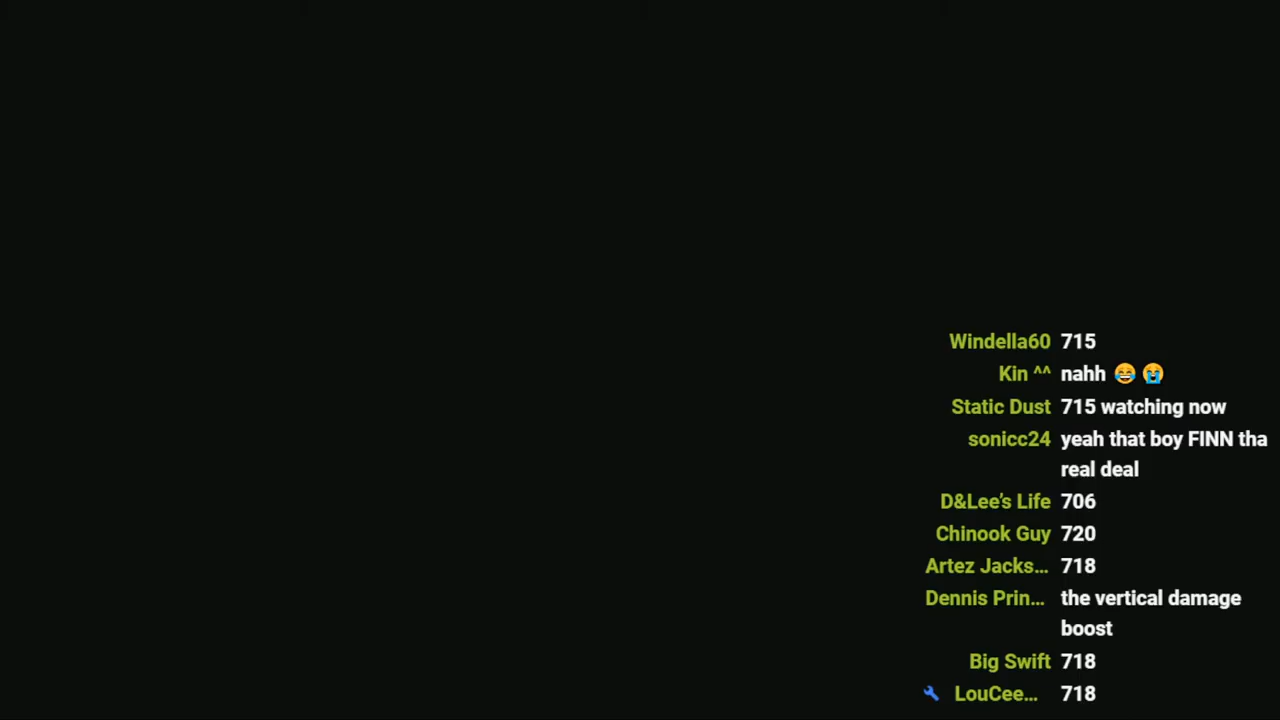 Windella60 715
Kin ^^ nahh 😂 😭
Static Dust 715 watching now
sonicc24 yeah that boy FINN tha
real deal
D&Lee’s Life 706
Chinook Guy 720
Artez Jacks… 718
Dennis Prin… the vertical damage
boost
Big Swift 718
LouCee… 718